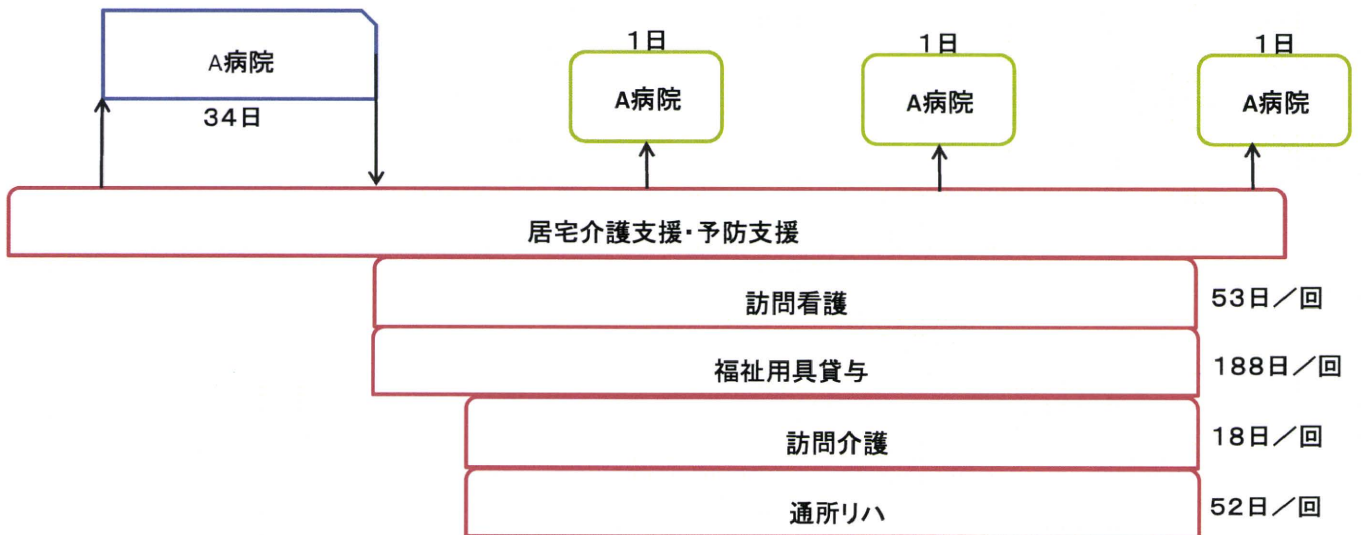 1日
1日
1日
A病院
A病院
A病院
A病院
34日
居宅介護支援・予防支援
訪問看護
53日／回
福祉用具貸与
188日／回
訪問介護
18日／回
通所リハ
52日／回